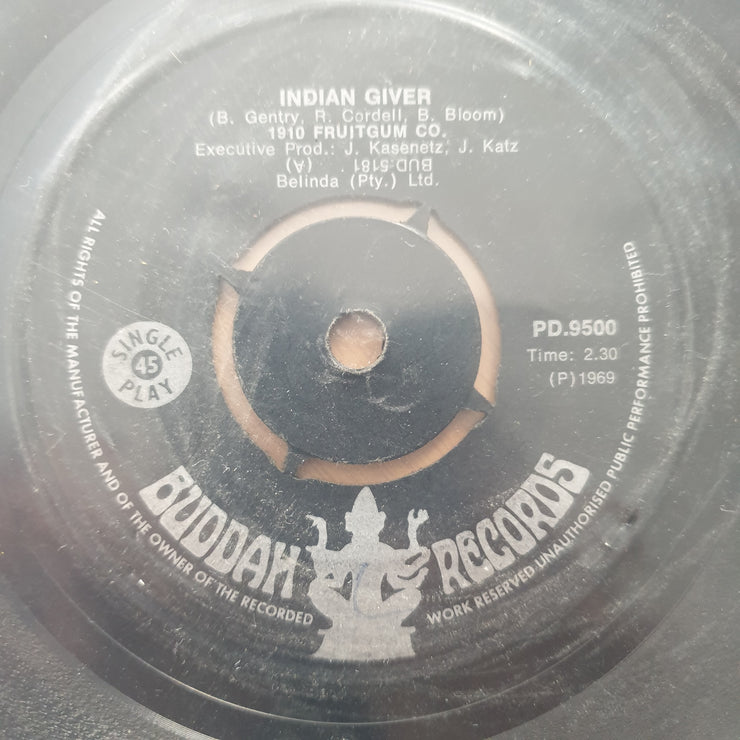 INDIAN GIVER
(B. Gentry, R. Cordell, B. Bloom)
1910 FRUITGUM CO.
Executive Prod.: J. Kasenetz, J. Katz
BUD.5181 (A)
Belinda (Pty.) Ltd.
SINGLE
45
PLAY
PD.9500
Time: 2.30
(P)1969
BUDDAH RECORDS
ALL RIGHTS OF THE MANUFACTURER AND OF THE OWNER OF THE RECORDED WORK RESERVED UNAUTHORISED PUBLIC PERFORMANCE PROHIBITED